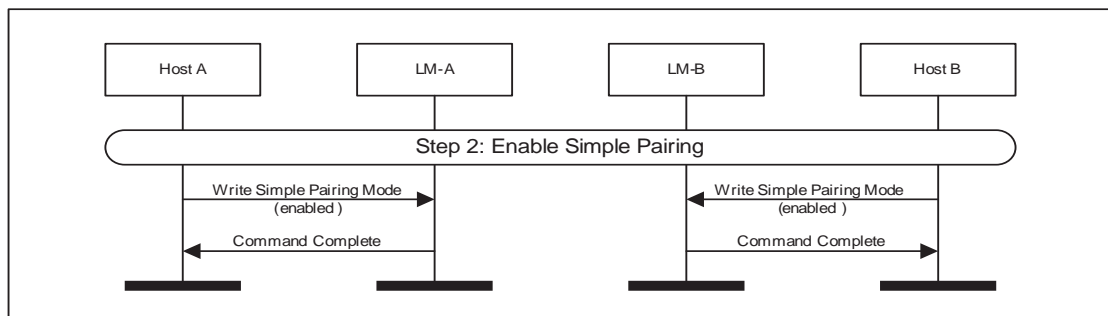 Host A LM-A LM-B Host B
Step 2: Enable Simple Pairing
Write Simple Pairing Mode Write Simple Pairing Mode
(enabled ) (enabled )
Command Complete Command Complete